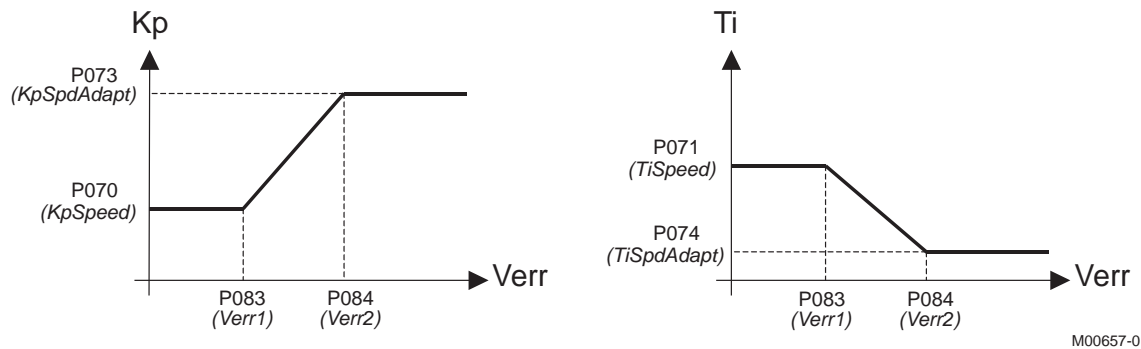 Kp
P073
(KpSpdAdapt)
P070
(KpSpeed)
Verr
P083
(Verr1)
P084
(Verr2)
Ti
P071
(TiSpeed)
P074
(TiSpdAdapt)
Verr
P083
(Verr1)
P084
(Verr2)
M00657-0